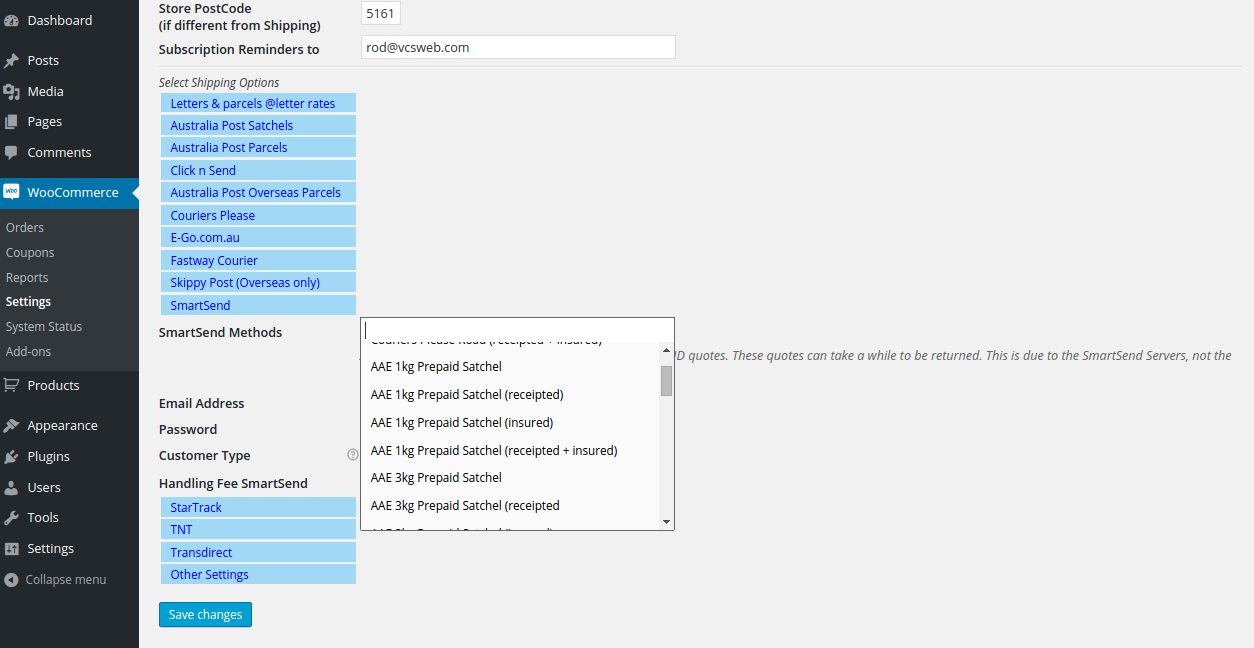 Dashboard
Posts
Media
Pages
Comments
Woo
WooCommerce
Orders
Coupons
Reports
Settings
System Status
Add-ons
Products
Appearance
Plugins
Users
Tools
Settings
Collapse menu
Store PostCode
(if different from Shipping)
5161
Subscription Reminders to
rod@vcsweb.com
Select Shipping Options
Letters & parcels @letter rates
Australia Post Satchels
Australia Post Parcels
Click n Send
Australia Post Overseas Parcels
Couriers Please
E-Go.com.au
Fastway Courier
Skippy Post (Overseas only)
SmartSend
SmartSend Methods
Couriers Please Road (receipted + insured)
AAE 1kg Prepaid Satchel
AAE 1kg Prepaid Satchel (receipted)
AAE 1kg Prepaid Satchel (insured)
AAE 1kg Prepaid Satchel (receipted + insured)
AAE 3kg Prepaid Satchel
AAE 3kg Prepaid Satchel (receipted
D quotes. These quotes can take a while to be returned. This is due to the SmartSend Servers, not the
Email Address
Password
Customer Type
?
Handling Fee SmartSend
StarTrack
TNT
Transdirect
Other Settings
Save changes